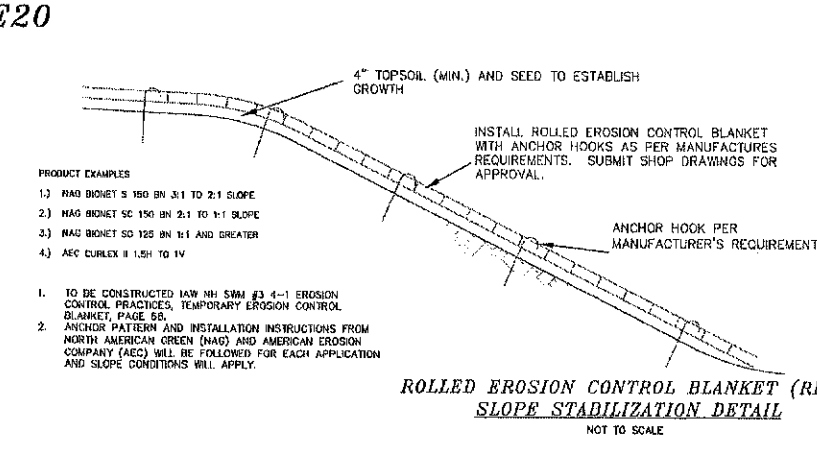 E20
4" TOPSOIL (MIN.) AND SEED TO ESTABLISH
GROWTH
INSTALL ROLLED EROSION CONTROL BLANKET
WITH ANCHOR HOOKS AS PER MANUFACTURES
REQUIREMENTS. SUBMIT SHOP DRAWINGS FOR
APPROVAL.
ANCHOR HOOK PER
MANUFACTURER'S REQUIREMENT
PRODUCT EXAMPLES
1.) NAG BIONET S 150 BN 3:1 TO 2:1 SLOPE
2.) NAG BIONET SC 150 BN 2:1 TO 1:1 SLOPE
3.) NAG BIONET SC 125 BN 1:1 AND GREATER
4.) AEC CURLEX II 1.5H TO 1V
1. TO BE CONSTRUCTED IAW NH SWM #3 4-1 EROSION
CONTROL PRACTICES, TEMPORARY EROSION CONTROL
BLANKET, PAGE
2. ANCHOR PATTERN AND INSTALLATION INSTRUCTIONS FROM
NORTH AMERICAN GREEN (NAG) AND AMERICAN EROSION
COMPANY (AEC) WILL BE FOLLOWED FOR EACH APPLICATION
AND SLOPE CONDITIONS WILL APPLY.
ROLLED EROSION CONTROL BLANKET (R
SLOPE STABILIZATION DETAIL
NOT TO SCALE